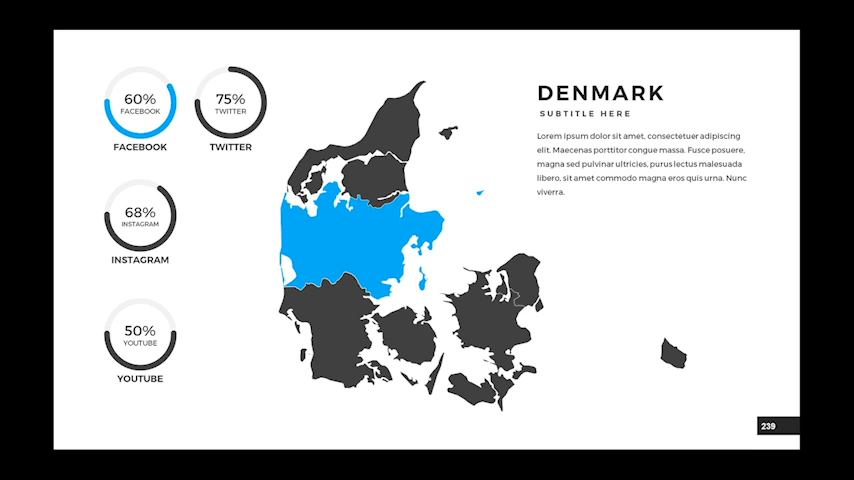 60%
FACEBOOK
FACEBOOK
75%
TWITTER
TWITTER
68%
INSTAGRAM
INSTAGRAM
50%
YOUTUBE
YOUTUBE
DENMARK
SUBTITLE HERE
Lorem ipsum dolor sit amet, consectetuer adipiscing
elit. Maecenas porttitor congue massa. Fusce posuere,
magna sed pulvinar ultricies, purus lectus malesuada
libero, sit amet commodo magna eros quis urna. Nunc
viverra.
239